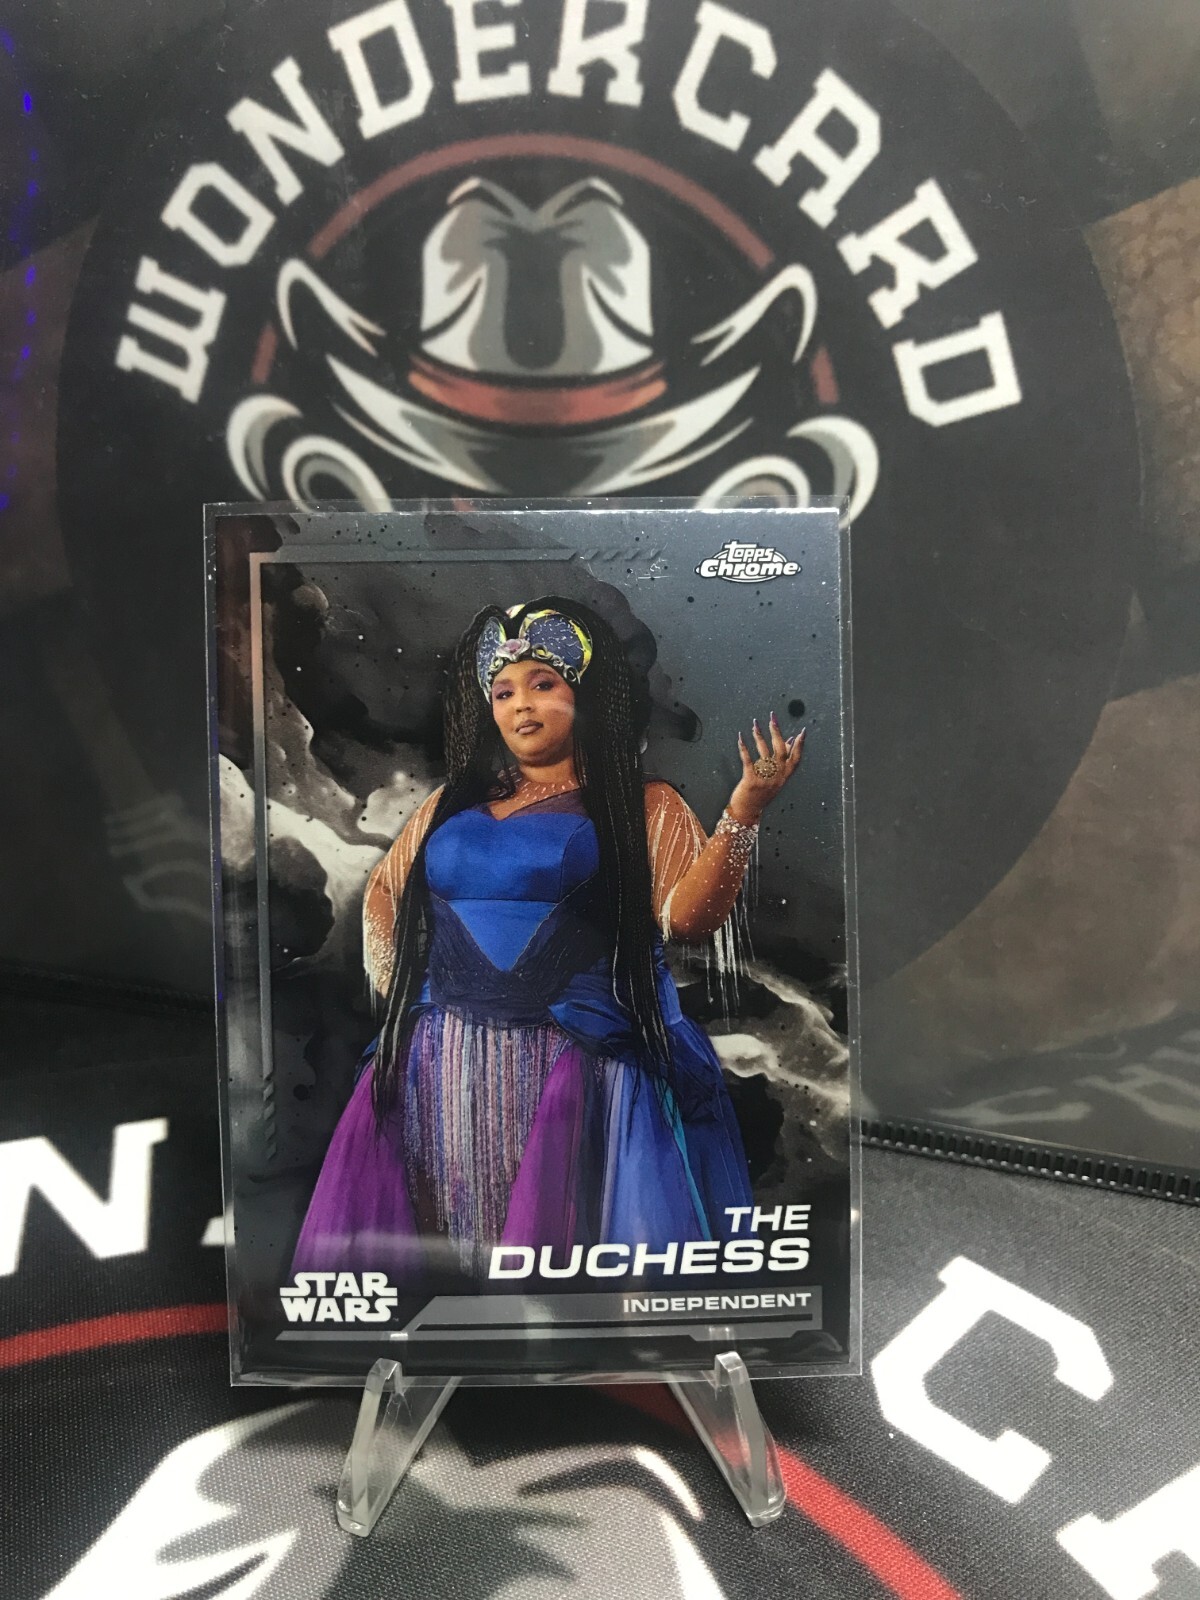 WONDERCARD
topps
Chrome
THE
DUCHESS
STAR
WARS
INDEPENDENT